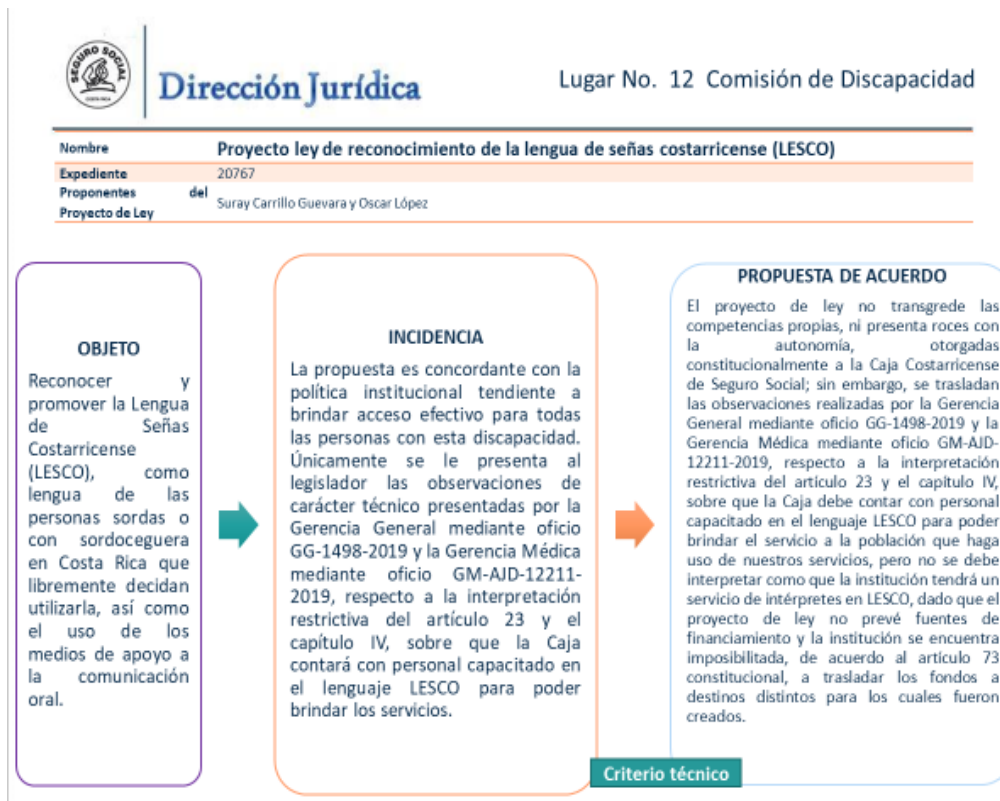 SEGURO SOCIAL
COSTA RICA
Dirección Jurídica
Lugar No. 12 Comisión de Discapacidad
Nombre Proyecto ley de reconocimiento de la lengua de señas costarricense (LESCO)
Expediente 20767
Proponentes del
Proyecto de Ley
Suray Carrillo Guevara y Oscar López
OBJETO
Reconocer y
promover la Lengua
de Señas
Costarricense
(LESCO), como
lengua de las
personas sordas o
con sordoceguera
en Costa Rica que
libremente decidan
utilizarla, así como
el uso de los
medios de apoyo a
la comunicación
oral.
INCIDENCIA
La propuesta es concordante con la
política institucional tendiente a
brindar acceso efectivo para todas
las personas con esta discapacidad.
Únicamente se le presenta al
legislador las observaciones de
carácter técnico presentadas por la
Gerencia General mediante oficio
GG-1498-2019 y la Gerencia Médica
mediante oficio GM-AJD-12211-
2019, respecto a la interpretación
restrictiva del artículo 23 y el
capítulo IV, sobre que la Caja
contará con personal capacitado en
el lenguaje LESCO para poder
brindar los servicios.
PROPUESTA DE ACUERDO
El proyecto de ley no transgrede las
competencias propias, ni presenta roces con
la autonomía, otorgadas
constitucionalmente a la Caja Costarricense
de Seguro Social; sin embargo, se trasladan
las observaciones realizadas por la Gerencia
General mediante oficio GG-1498-2019 y la
Gerencia Médica mediante oficio GM-AJD-
12211-2019, respecto a la interpretación
restrictiva del artículo 23 y el capítulo IV,
sobre que la Caja debe contar con personal
capacitado en el lenguaje LESCO para poder
brindar el servicio a la población que haga
uso de nuestros servicios, pero no se debe
interpretar como que la institución tendrá un
servicio de intérpretes en LESCO, dado que el
proyecto de ley no prevé fuentes de
financiamiento y la institución se encuentra
imposibilitada, de acuerdo al artículo 73
constitucional, a trasladar los fondos a
destinos distintos para los cuales fueron
creados.
Criterio técnico